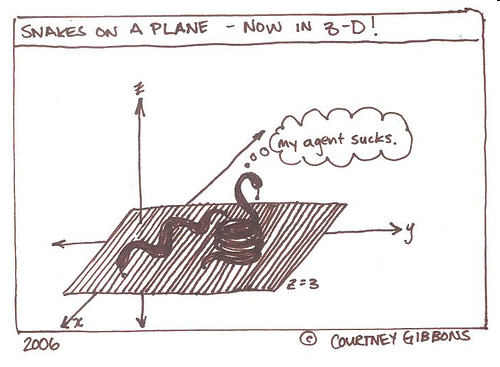 SNAKES ON A PLANE - NOW IN 3-D!
z
my agent sucks.
y
z=3
x
2006
© COURTNEY GIBBONS